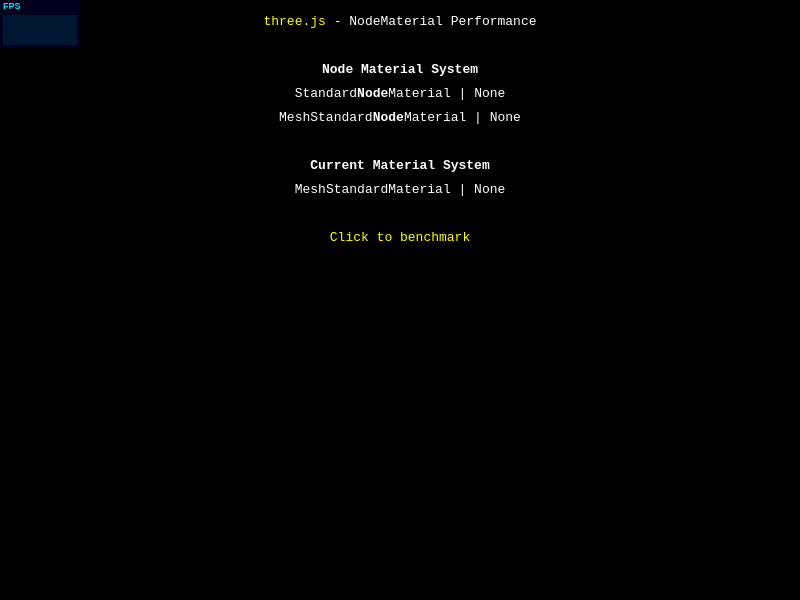 FPS
three.js - NodeMaterial Performance
Node Material System
StandardNodeMaterial | None
MeshStandardNodeMaterial | None
Current Material System
MeshStandardMaterial | None
Click to benchmark